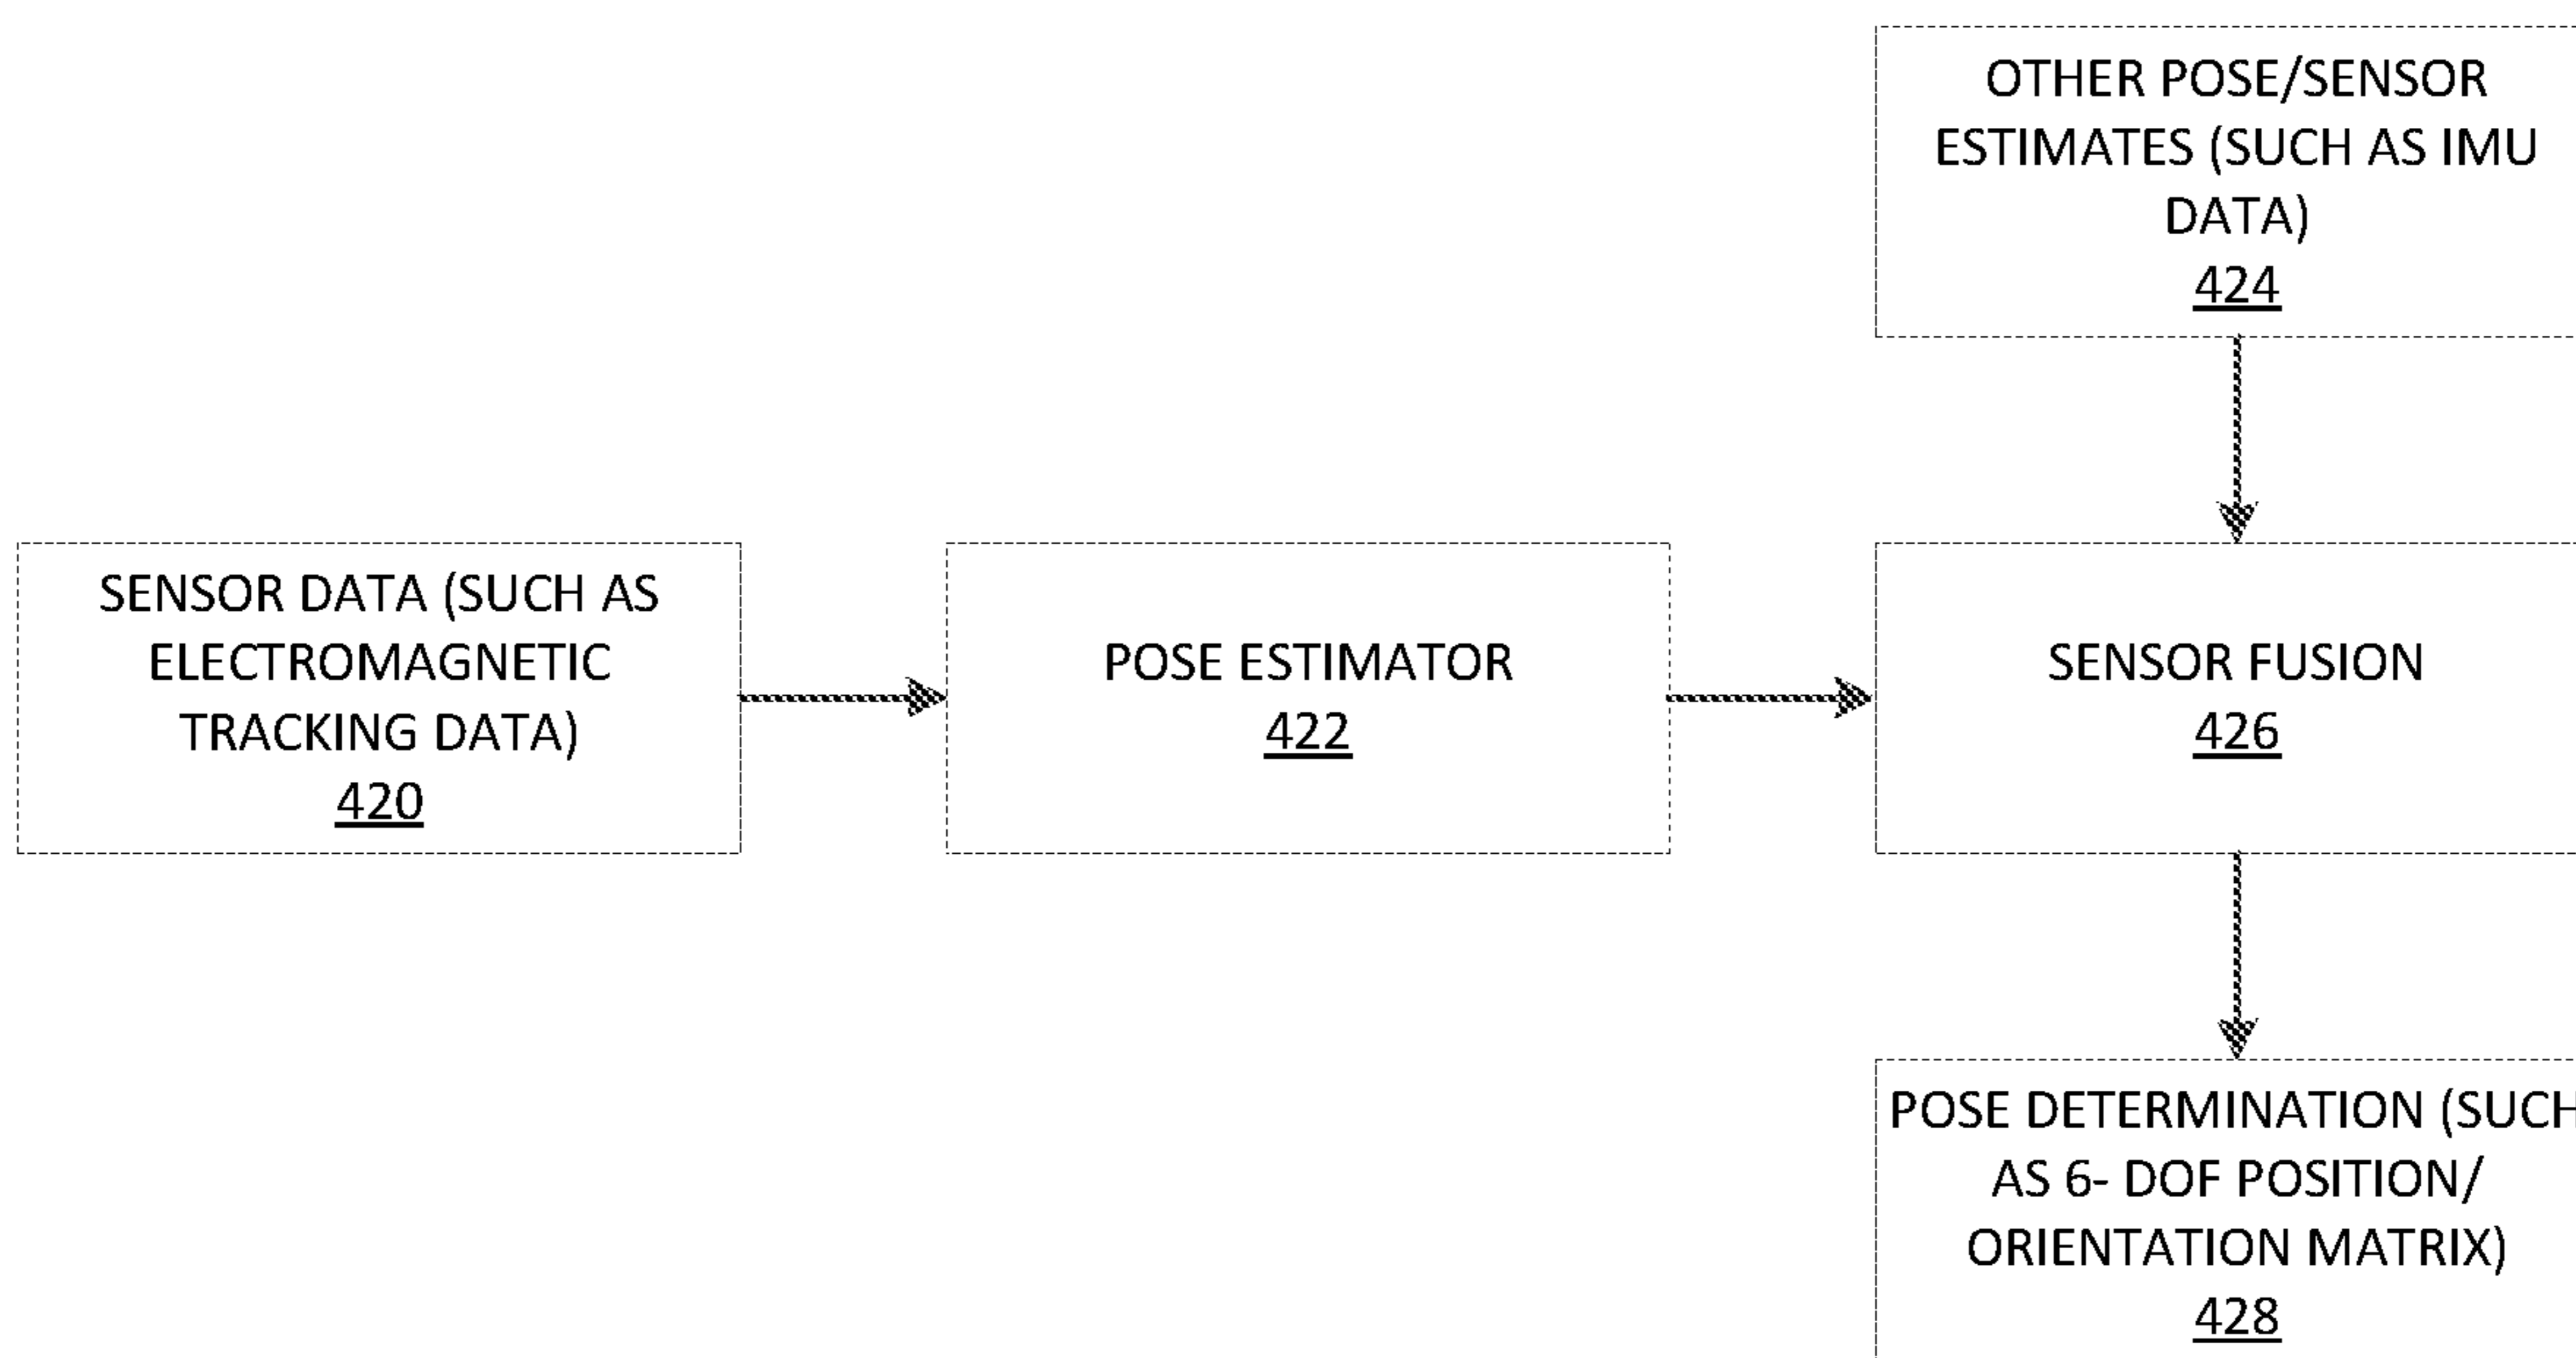 OTHER POSE/SENSOR
ESTIMATES (SUCH AS IMU
DATA)
424
SENSOR DATA (SUCH AS
ELECTROMAGNETIC
TRACKING DATA)
420
POSE ESTIMATOR
422
SENSOR FUSION
426
POSE DETERMINATION (SUCH
AS 6- DOF POSITION/
ORIENTATION MATRIX)
428